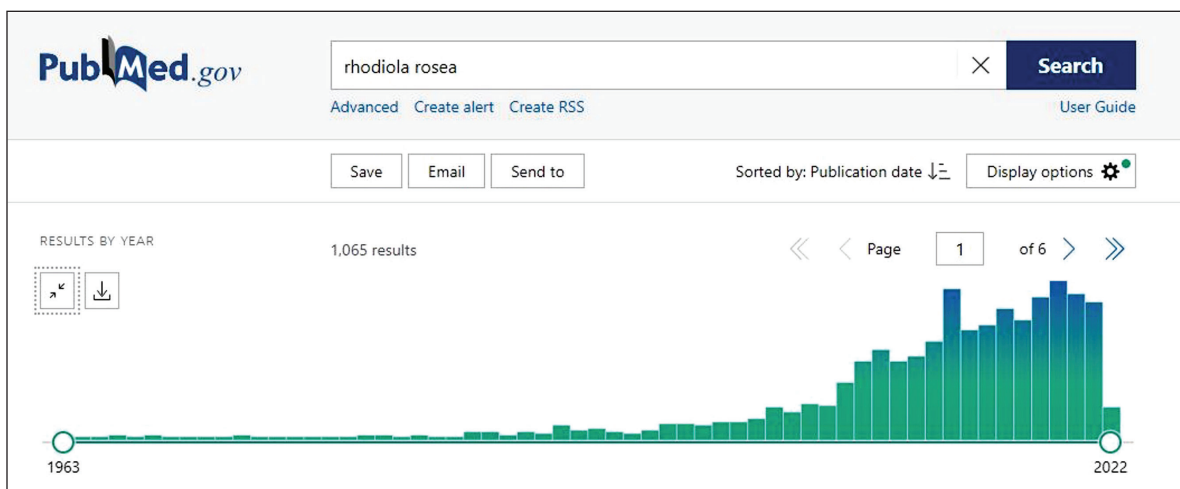 PubMed.gov
rhodiola rosea
Search
Advanced Create alert Create RSS
User Guide
Save Email Send to
Sorted by: Publication date
Display options
RESULTS BY YEAR
1,065 results
Page 1 of 6
1963
2022